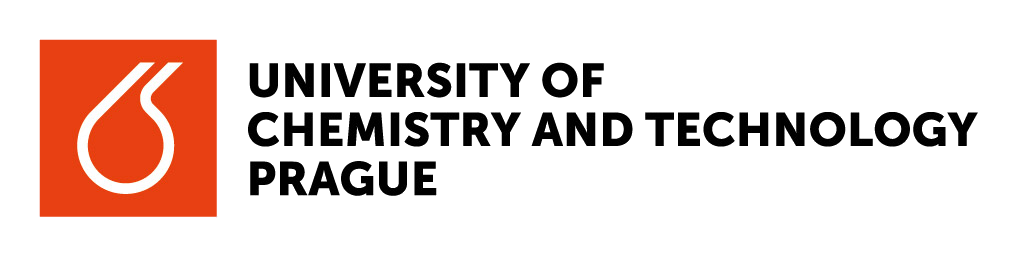 UNIVERSITY OF
CHEMISTRY AND TECHNOLOGY
PRAGUE